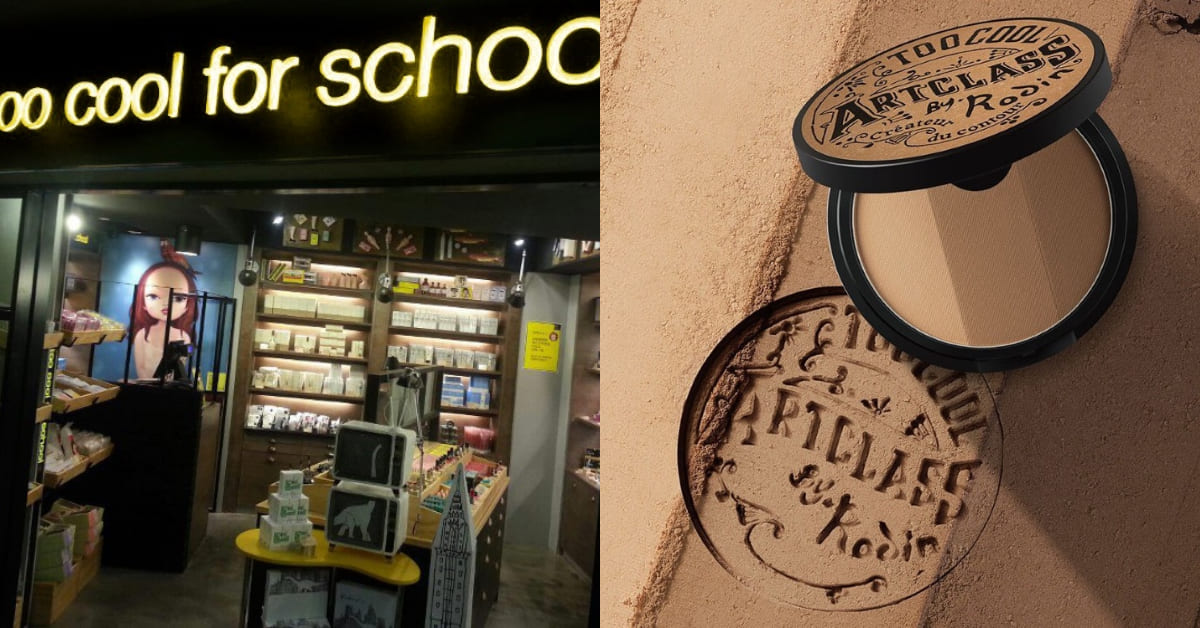 oo cool for schoo
TOO COOL
ARTCLASS
BY. Rodin
Créateur
du contour
TOO COOL
ARTCLASS
By. Rodin